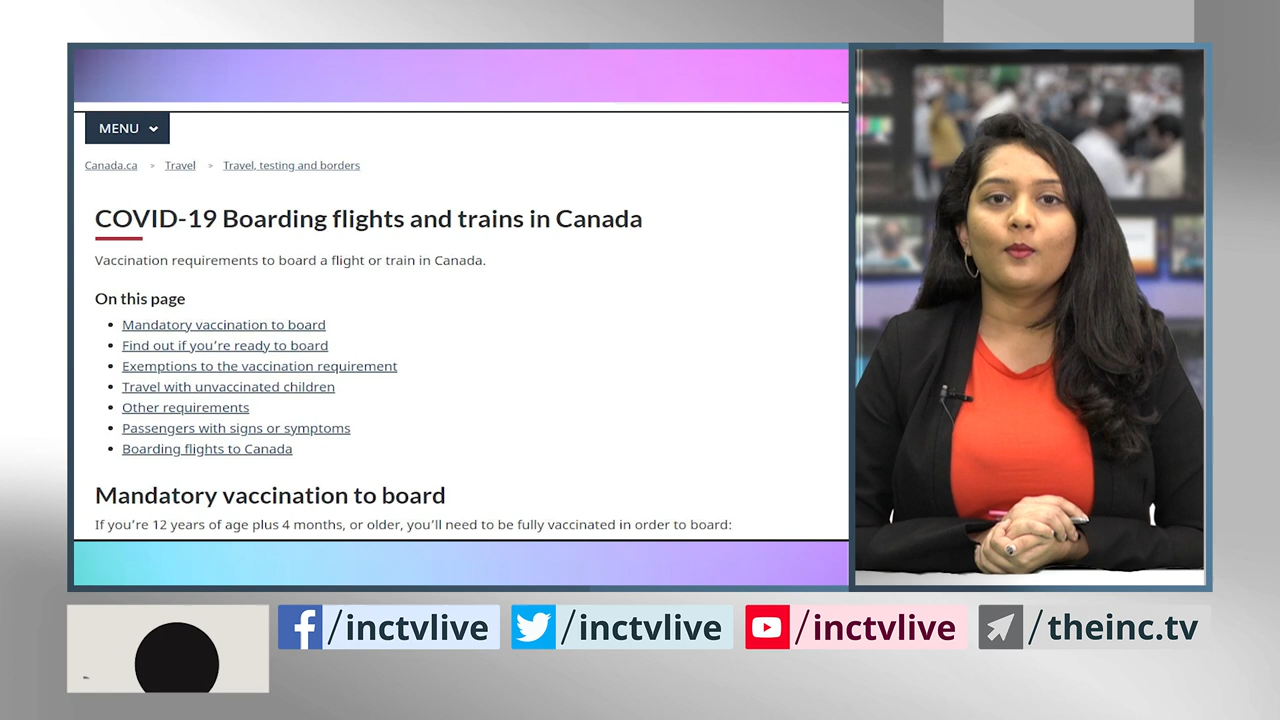 MENU
Canada.ca > Travel > Travel, testing and borders
COVID-19 Boarding flights and trains in Canada
Vaccination requirements to board a flight or train in Canada.
On this page
• Mandatory vaccination to board
• Find out if you're ready to board
• Exemptions to the vaccination requirement
• Travel with unvaccinated children
• Other requirements
• Passengers with signs or symptoms
• Boarding flights to Canada
Mandatory vaccination to board
If you're 12 years of age plus 4 months, or older, you'll need to be fully vaccinated in order to board:
/inctvlive /inctvlive /inctvlive /theinc.tv